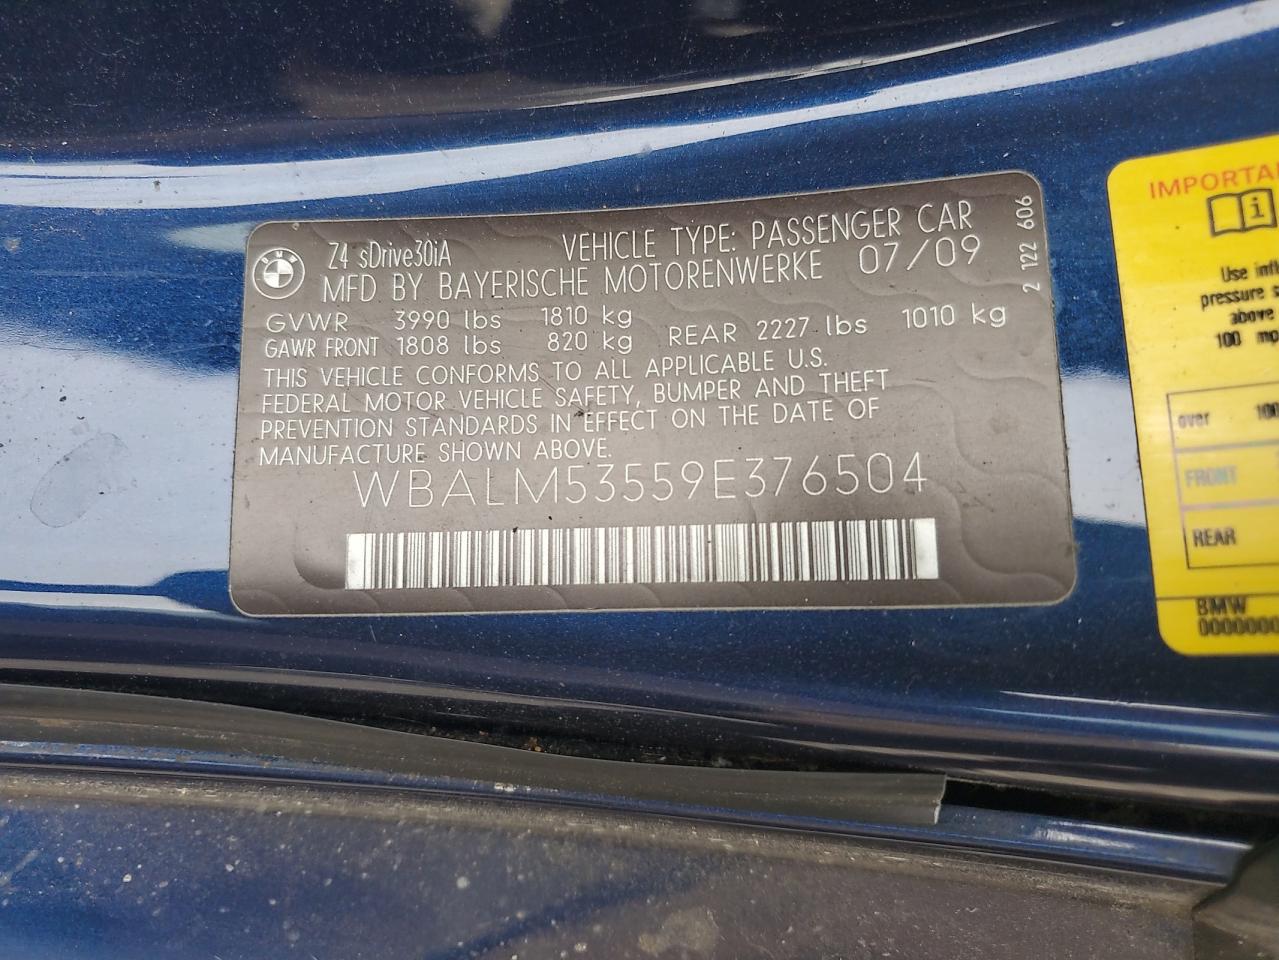 BMW
Z4 sDrive30iA VEHICLE TYPE: PASSENGER CAR
MFD BY BAYERISCHE MOTORENWERKE 07/09
GVWR 3990 lbs 1810 kg
GAWR FRONT 1808 lbs 820 kg REAR 2227 lbs 1010 kg
THIS VEHICLE CONFORMS TO ALL APPLICABLE U.S.
FEDERAL MOTOR VEHICLE SAFETY, BUMPER AND THEFT
PREVENTION STANDARDS IN EFFECT ON THE DATE OF
MANUFACTURE SHOWN ABOVE.
WBALM53559E376504
2 122 606
Use
pressure
above
100
over
FRONT
REAR
BMW